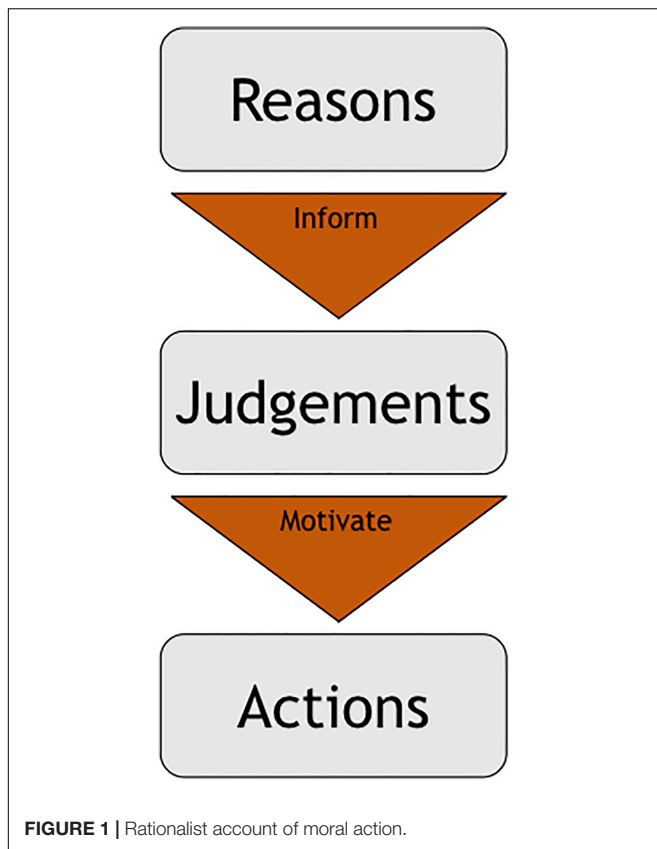 Reasons
Inform
Judgements
Motivate
Actions
FIGURE 1 | Rationalist account of moral action.